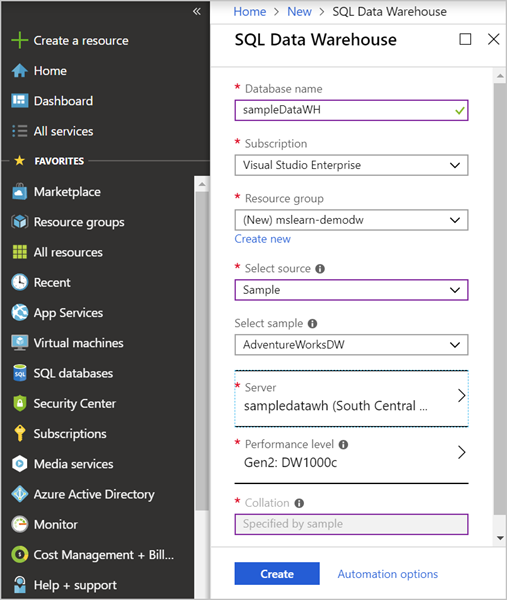 «
Create a resource
Home
Dashboard
All services
FAVORITES
Marketplace
Resource groups
All resources
Recent
App Services
Virtual machines
SQL databases
Security Center
Subscriptions
Media services
Azure Active Directory
Monitor
Cost Management + Bill...
Help + support
Home > New > SQL Data Warehouse
SQL Data Warehouse
* Database name
sampleDataWH
* Subscription
Visual Studio Enterprise
* Resource group
(New) mslearn-demodw
Create new
* Select source
Sample
Select sample
AdventureWorksDW
* Server
sampledatawh (South Central ...
* Performance level
Gen2: DW1000c
* Collation
Specified by sample
Create Automation options